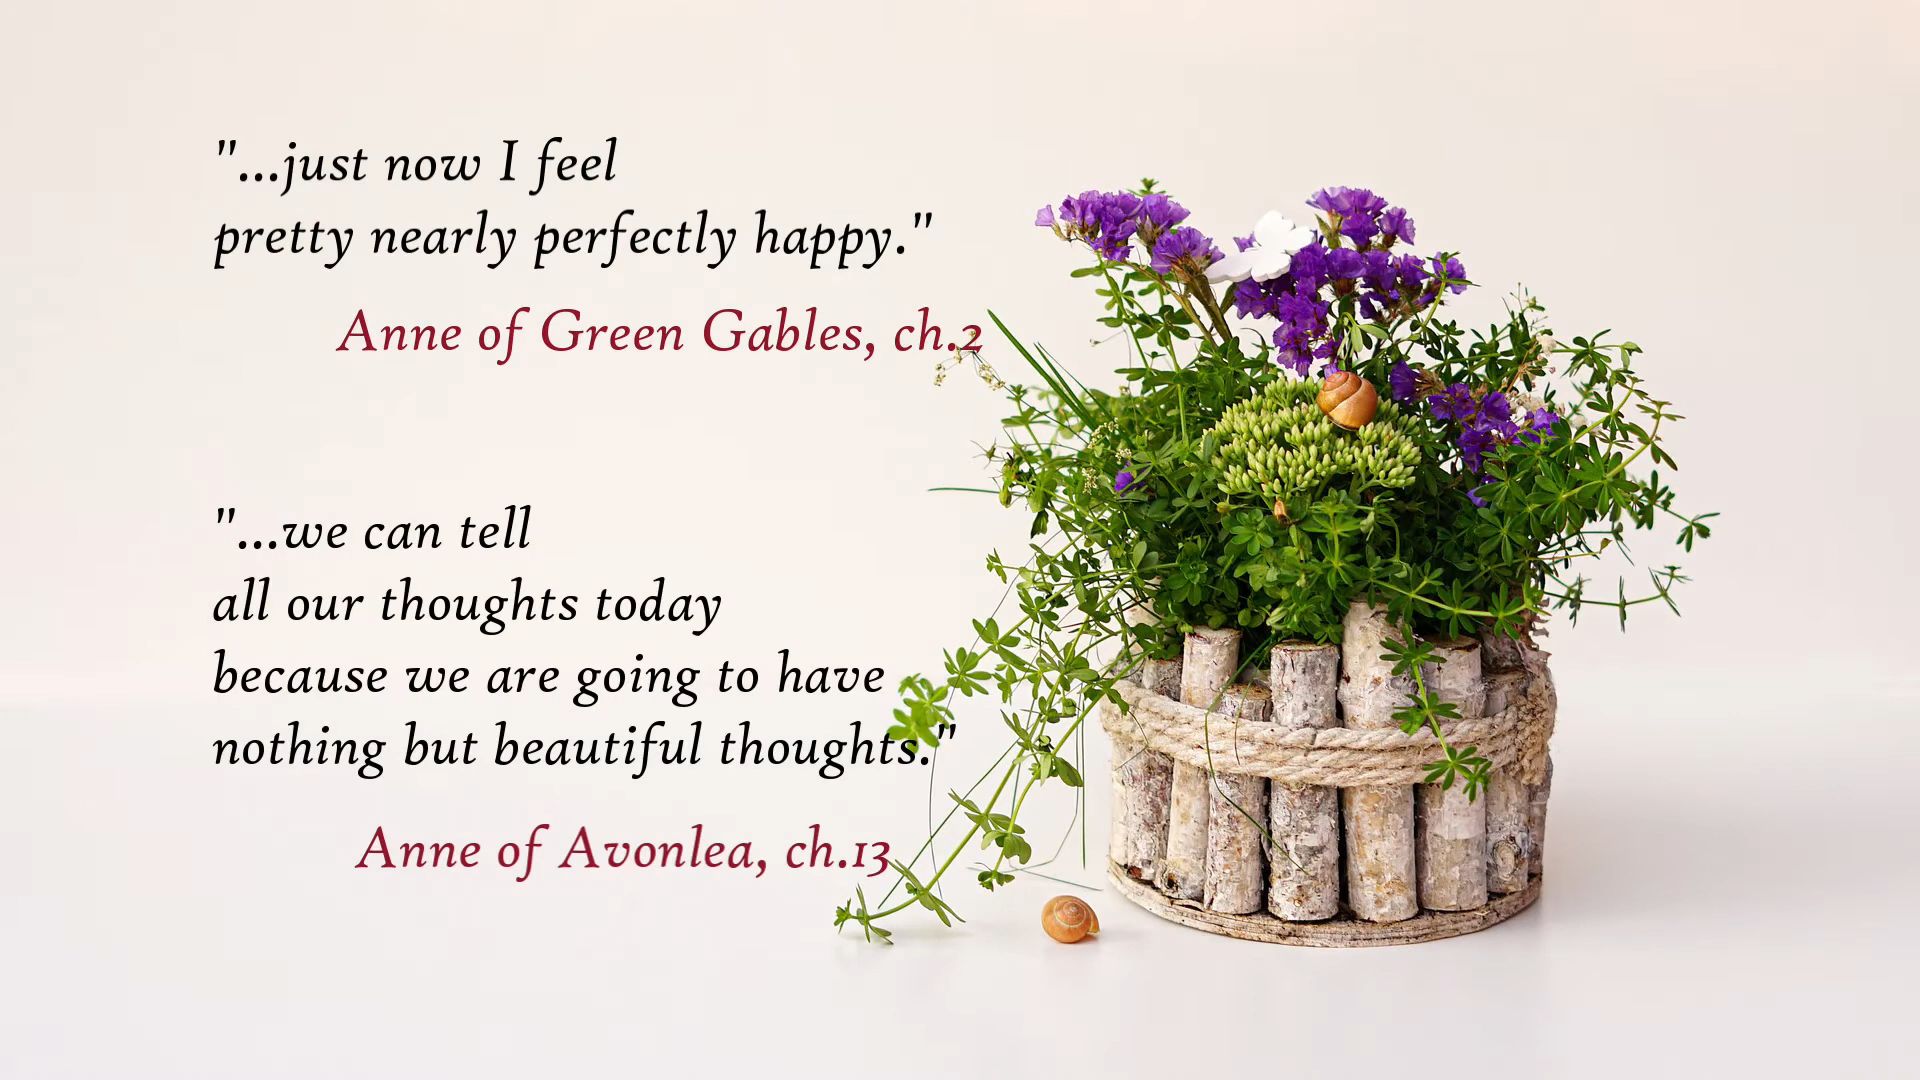 "...just now I feel
pretty nearly perfectly happy."
Anne of Green Gables, ch.2
"...we can tell
all our thoughts today
because we are going to have
nothing but beautiful thoughts."
Anne of Avonlea, ch.13